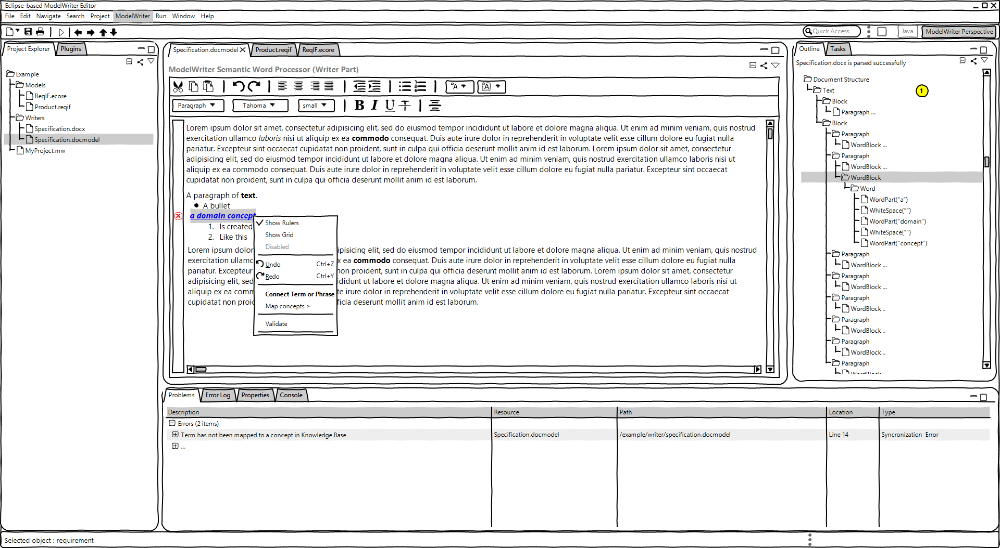 Eclipse-based ModelWriter Editor
File Edit Navigate Search Project ModelWriter Run Window Help
Quick Access
Java
ModelWriter Perspective
Project Explorer
Plugins
Example
Models
ReqIF.ecore
Product.reqif
Writers
Specification.docx
Specification.docmodel
MyProject.mw
Specification.docmodel
Product.reqif
ReqIF.ecore
ModelWriter Semantic Word Processor (Writer Part)
A
A
Paragraph
Tahoma
small
B I U T
Lorem ipsum dolor sit amet, consectetur adipisicing elit, sed do eiusmod tempor incididunt ut labore et dolore magna aliqua. Ut enim ad minim veniam, quis nostrud
exercitation ullamco laboris nisi ut aliquip ex ea commodo consequat. Duis aute irure dolor in reprehenderit in voluptate velit esse cillum dolore eu fugiat nulla
pariatur. Excepteur sint occaecat cupidatat non proident, sunt in culpa qui officia deserunt mollit anim id est laborum. Lorem ipsum dolor sit amet, consectetur
adipisicing elit, sed do eiusmod tempor incididunt ut labore et dolore magna aliqua. Ut enim ad minim veniam, quis nostrud exercitation ullamco laboris nisi ut
aliquip ex ea commodo consequat. Duis aute irure dolor in reprehenderit in voluptate velit esse cillum dolore eu fugiat nulla pariatur. Excepteur sint occaecat
cupidatat non proident, sunt in culpa qui officia deserunt mollit anim id est laborum.
A paragraph of text.
● A bullet
a domain concept
1. Is created
2. Like this
Lorem ipsum dolor ipisicing elit, sed do eiusmod tempor incididunt ut labore et dolore magna aliqua. Ut enim ad minim veniam, quis nostrud
exercitation ullamc x ea commodo consequat. Duis aute irure dolor in reprehenderit in voluptate velit esse cillum dolore eu fugiat nulla
pariatur. Excepteur non proident, sunt in culpa qui officia deserunt mollit anim id est laborum. Lorem ipsum dolor sit amet, consectetur
adipisicing elit, sed ididunt ut labore et dolore magna aliqua. Ut enim ad minim veniam, quis nostrud exercitation ullamco laboris nisi ut
aliquip ex ea comm te irure dolor in reprehenderit in voluptate velit esse cillum dolore eu fugiat nulla pariatur. Excepteur sint occaecat
cupidatat non proid ficia deserunt mollit anim id est laborum.
Show Rulers
Show Grid
Disabled
Undo Ctrl+Z
Redo Ctrl+Y
Connect Term or Phrase
Map concepts >
Validate
Outline
Tasks
Specification.docx is parsed successfully
1
Document Structure
Text
Block
Paragraph ...
Block
Paragraph
WordBlock ...
Paragraph
WordBlock ...
WordBlock
Word
WordPart("a")
WhiteSpace("")
WordPart("domain")
WhiteSpace("")
WordPart("concept")
Paragraph
WordBlock ...
Paragraph
WordBlock ...
Paragraph
WordBlock ..
Paragraph
WordBlock ..
Paragraph
WordBlock ..
Paragraph
WordBlock
Problems
Error Log
Properties
Console
Description Resource Path Location Type
Errors (2 items)
Term has not been mapped to a concept in Knowledge Base Specification.docmodel /example/writer/specification.docmodel Line 14 Syncronization Error
...
Selected object : requirement